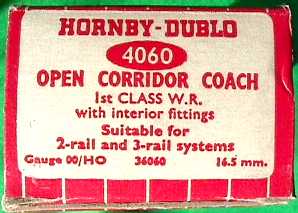 HORNBY-DUBLO
4060
OPEN CORRIDOR COACH
1st CLASS W.R.
with interior fittings
Suitable for
2-rail and 3-rail systems
Gauge 00/HO 36060 16.5 mm.